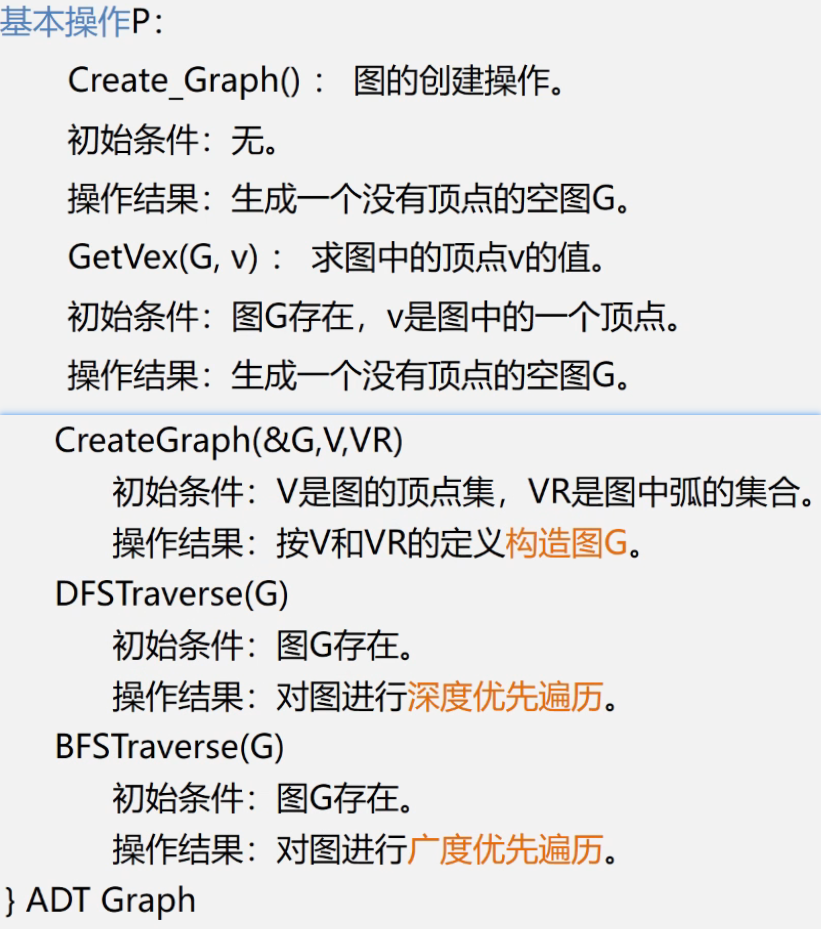 基本操作P：
Create_Graph()： 图的创建操作。
初始条件：无。
操作结果：生成一个没有顶点的空图G。
GetVex(G, v)： 求图中的顶点v的值。
初始条件：图G存在，v是图中的一个顶点。
操作结果：生成一个没有顶点的空图G。
CreateGraph(&G,V,VR)
初始条件：V是图的顶点集，VR是图中弧的集合。
操作结果：按V和VR的定义构造图G。
DFSTraverse(G)
初始条件：图G存在。
操作结果：对图进行深度优先遍历。
BFSTraverse(G)
初始条件：图G存在。
操作结果：对图进行广度优先遍历。
} ADT Graph